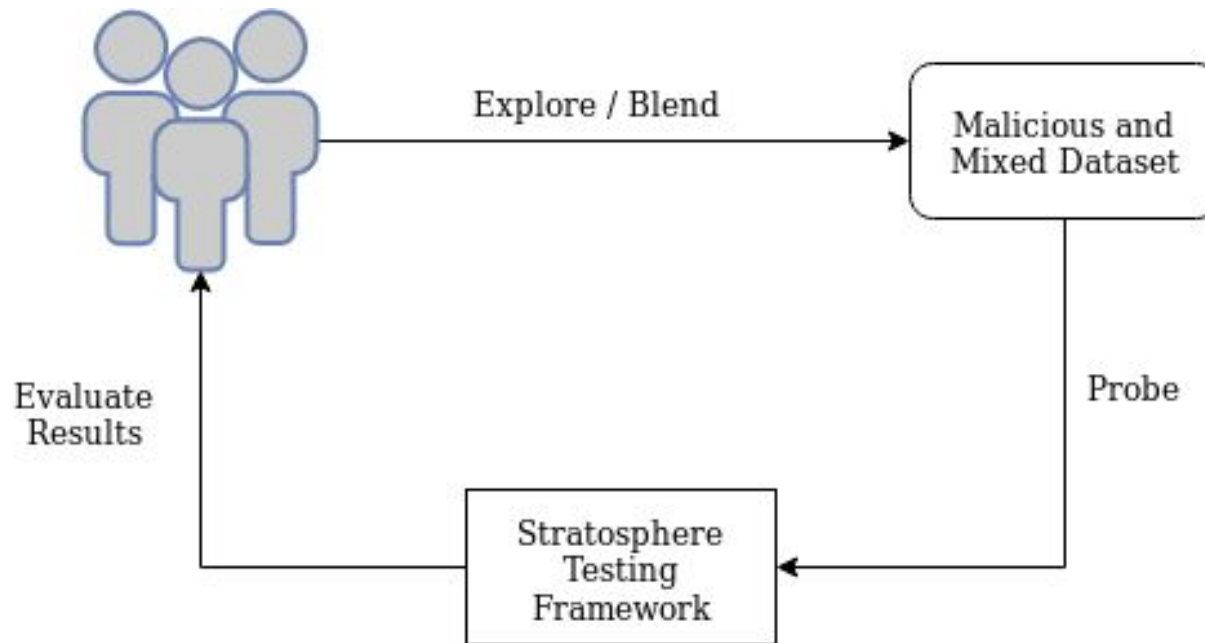 Explore / Blend
Malicious and
Mixed Dataset
Probe
Evaluate
Results
Stratosphere
Testing
Framework